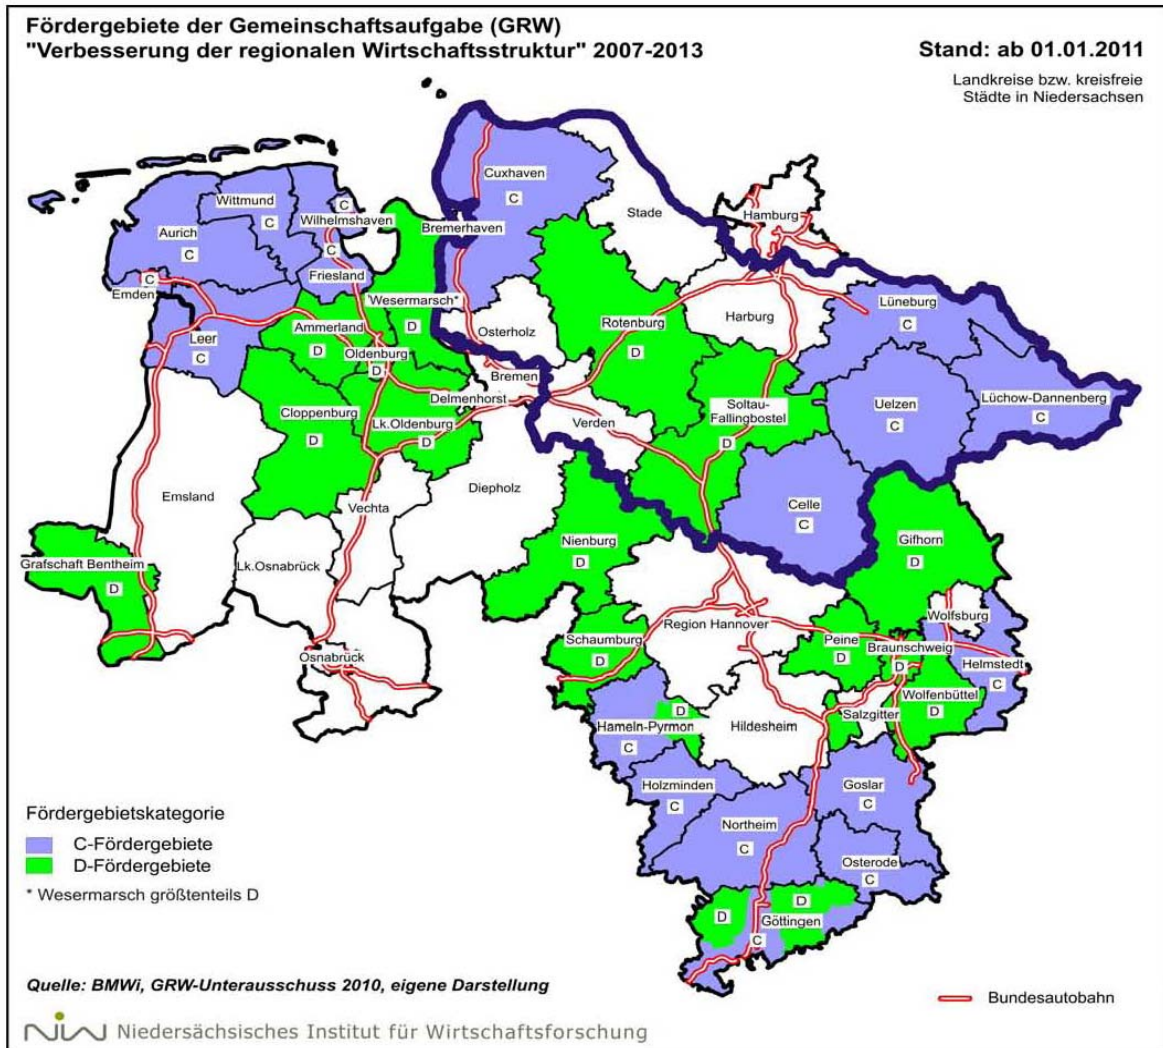 Fördergebiete der Gemeinschaftsaufgabe (GRW)
"Verbesserung der regionalen Wirtschaftsstruktur" 2007-2013
Stand: ab 01.01.2011
Landkreise bzw. kreisfreie
Städte in Niedersachsen
Cuxhaven
C
Stade
Hamburg
Wittmund
C
C
Wilhelmshaven
C
Bremerhaven
Aurich
C
C
Emden
Friesland
Wesermarsch*
D
Leer
C
Ammerland
D
Oldenburg
D
Osterholz
Rotenburg
D
Harburg
Lüneburg
C
Bremen
Delmenhorst
Cloppenburg
D
Lk.Oldenburg
D
Verden
Soltau-
Fallingbostel
D
Uelzen
C
Lüchow-Dannenberg
C
Emsland
Vechta
Diepholz
Celle
C
Nienburg
D
Gifhorn
D
Grafschaft Bentheim
D
Lk.Osnabrück
Wolfsburg
Region Hannover
Schaumburg
D
Peine
D
Braunschweig
D
Helmstedt
C
Osnabrück
Wolfenbüttel
D
D
Hameln-Pyrmon
C
Hildesheim
Salzgitter
Holzminden
C
Goslar
C
Northeim
C
Osterode
C
D
D
Göttingen
C
Fördergebietskategorie
C-Fördergebiete
D-Fördergebiete
* Wesermarsch größtenteils D
Quelle: BMWi, GRW-Unterausschuss 2010, eigene Darstellung
Bundesautobahn
NIW Niedersächsisches Institut für Wirtschaftsforschung